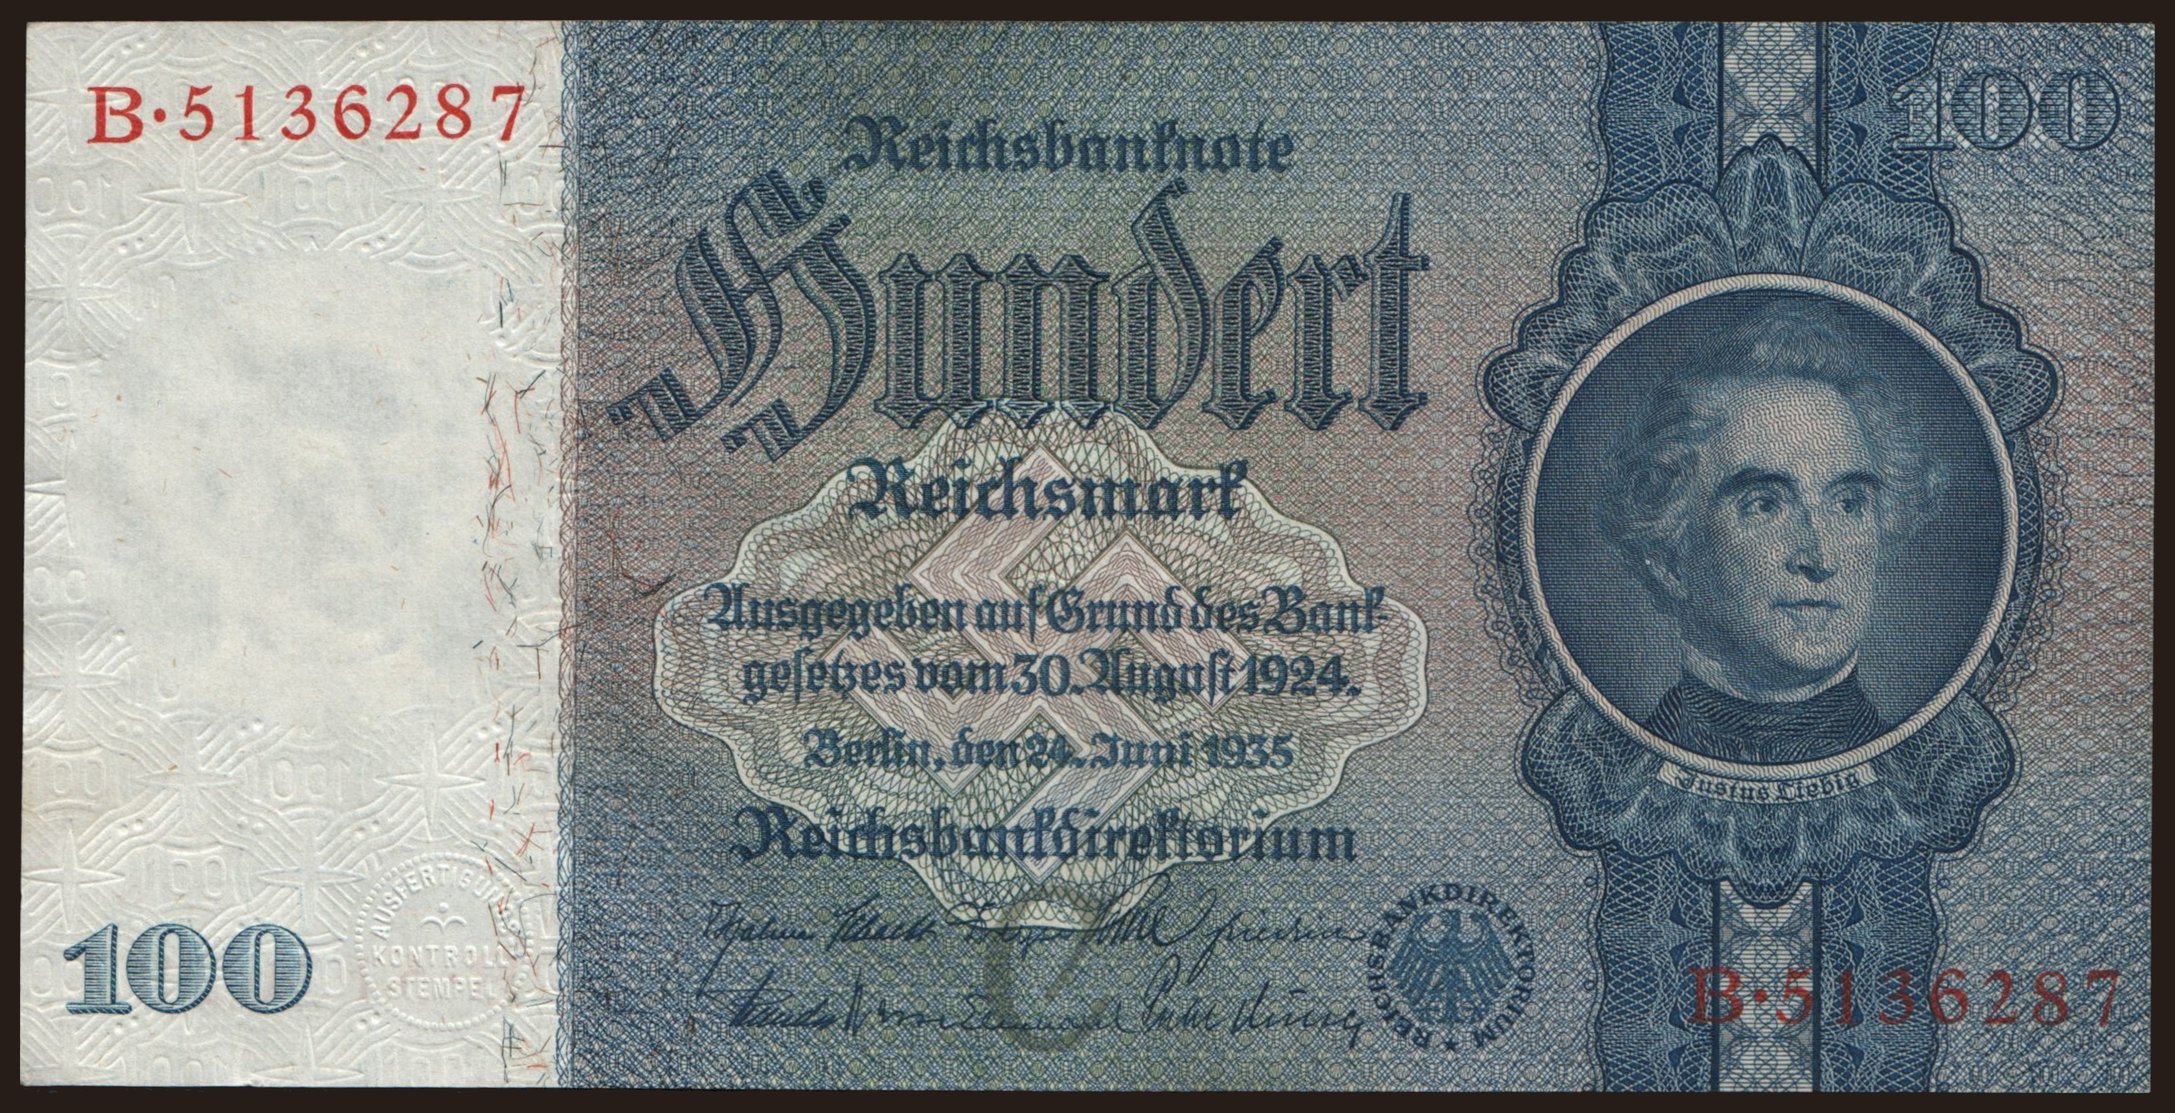 B·5136287
Reichsbanknote
100
Hundert
Reichsmark
Ausgegeben auf Grund des Bank-
gesetzes vom 30. August 1924.
Berlin, den 24. Juni 1935
Justus Liebig
Reichsbankdirektorium
AUSFERTIGUNGS
KONTROLL
STEMPEL
100
REICHSBANKDIREKTORIUM
B·5136287